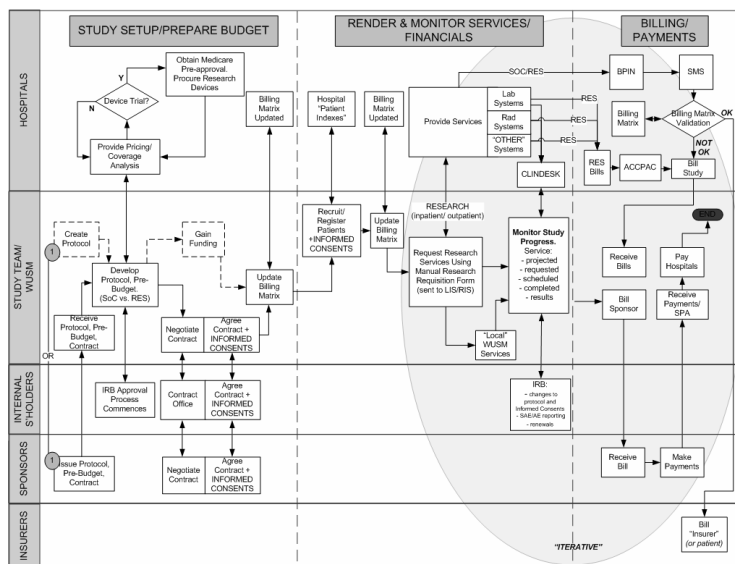 STUDY SETUP/PREPARE BUDGET
RENDER & MONITOR SERVICES/
FINANCIALS
BILLING/
PAYMENTS
HOSPITALS
Device Trial?
Y
N
Obtain Medicare
Pre-approval.
Procure Research
Devices
Provide Pricing/
Coverage
Analysis
Billing
Matrix
Updated
Hospital
"Patient
Indexes"
Billing
Matrix
Updated
Provide Services
Lab
Systems
Rad
Systems
"OTHER"
Systems
CLINDESK
SOC/RES
RES
RES
RES
BPIN
SMS
Billing
Matrix
Billing Matrix
Validation
OK
NOT
OK
RES
Bills
ACCPAC
Bill
Study
STUDY TEAM/
WUSM
1
Create
Protocol
Gain
Funding
Develop
Protocol, Pre-
Budget.
(SoC vs. RES)
Receive
Protocol, Pre-
Budget,
Contract
OR
Negotiate
Contract
Agree
Contract +
INFORMED
CONSENTS
Update
Billing
Matrix
Recruit/
Register
Patients
+INFORMED
CONSENTS
Update
Billing
Matrix
RESEARCH
(inpatient/ outpatient)
Request Research
Services Using
Manual Research
Requisition Form
(sent to LIS/RIS)
"Local"
WUSM
Services
Monitor Study
Progress.
Service:
- projected
- requested
- scheduled
- completed
- results
END
Receive
Bills
Pay
Hospitals
Bill
Sponsor
Receive
Payments/
SPA
INTERNAL
S'HOLDERS
IRB Approval
Process
Commences
Contract
Office
Agree
Contract +
INFORMED
CONSENTS
IRB:
- changes to
protocol and
Informed Consents
- SAE/AE reporting
- renewals
SPONSORS
1
Issue Protocol,
Pre-Budget,
Contract
Negotiate
Contract
Agree
Contract +
INFORMED
CONSENTS
Receive
Bill
Make
Payments
INSURERS
"ITERATIVE"
Bill
"Insurer"
(or patient)